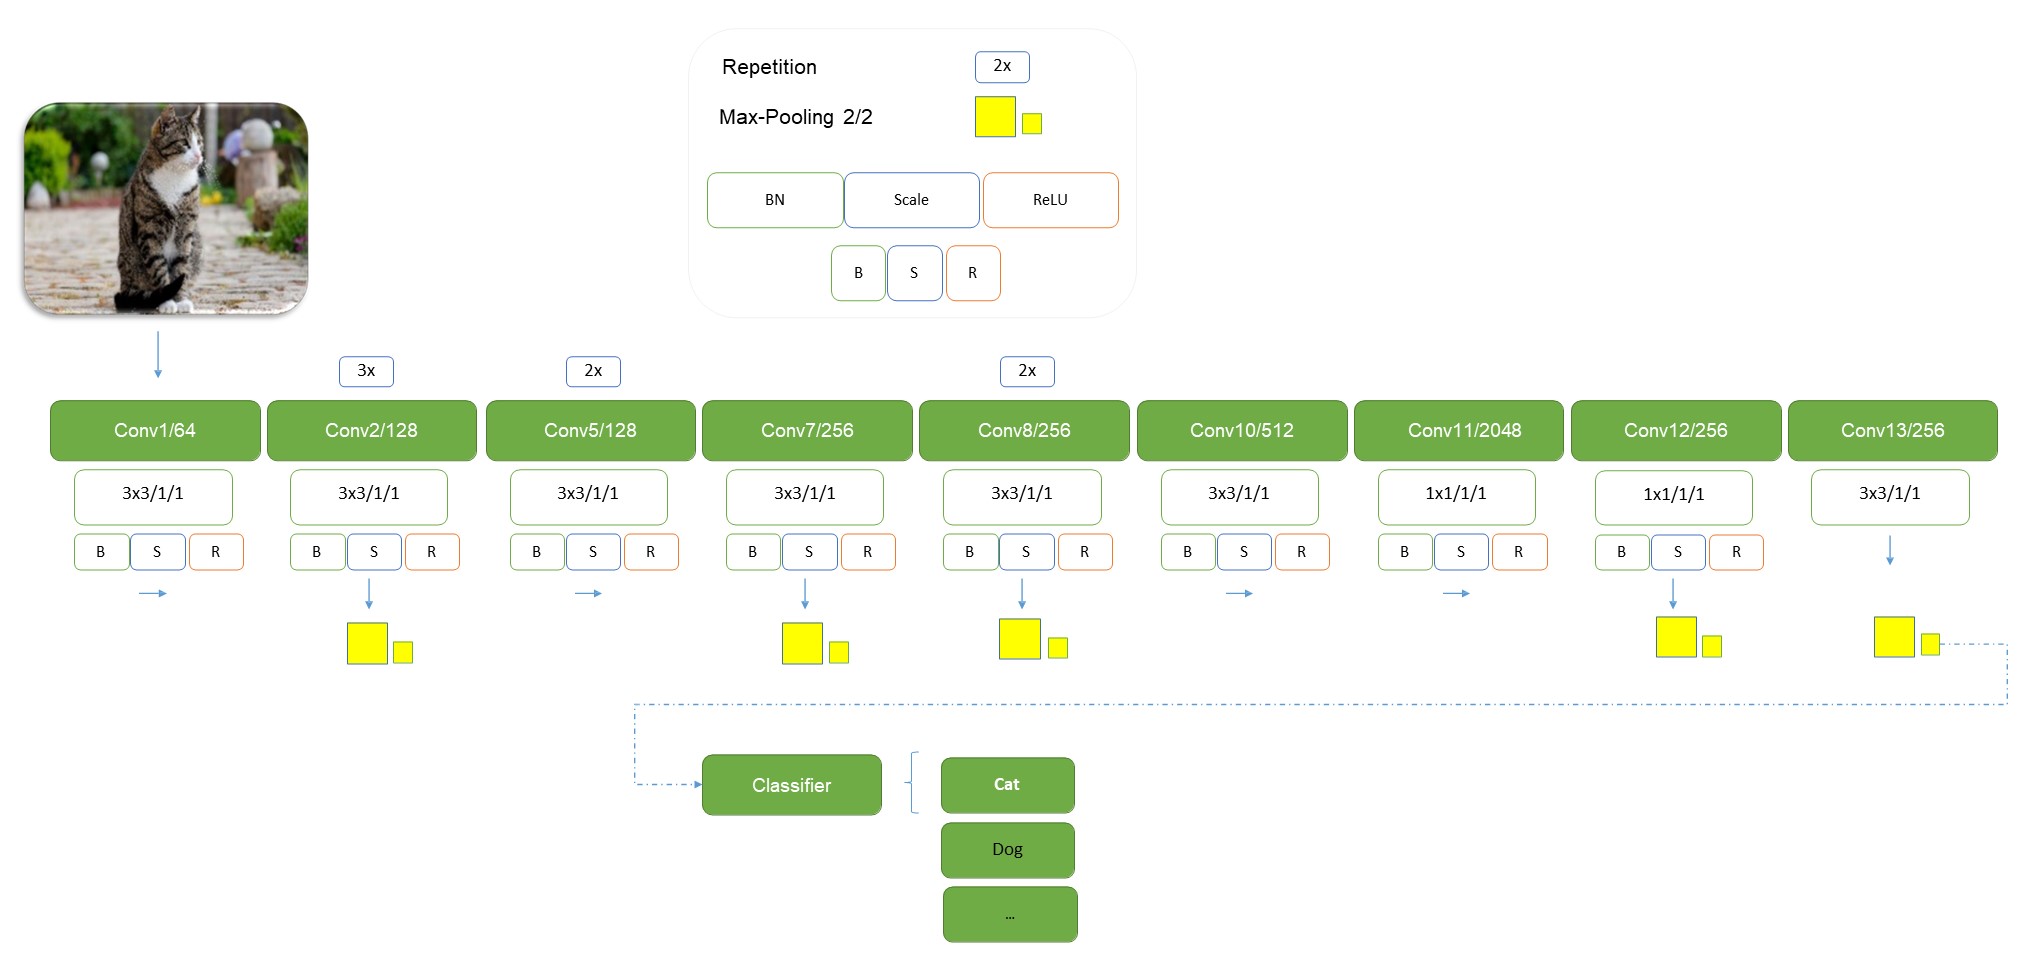 Repetition 2x
Max-Pooling 2/2
BN Scale ReLU
B S R
3x 2x 2x
Conv1/64 Conv2/128 Conv5/128 Conv7/256 Conv8/256 Conv10/512 Conv11/2048 Conv12/256 Conv13/256
3x3/1/1 3x3/1/1 3x3/1/1 3x3/1/1 3x3/1/1 3x3/1/1 1x1/1/1 1x1/1/1 3x3/1/1
B S R B S R B S R B S R B S R B S R B S R B S R
Classifier Cat
Dog
...